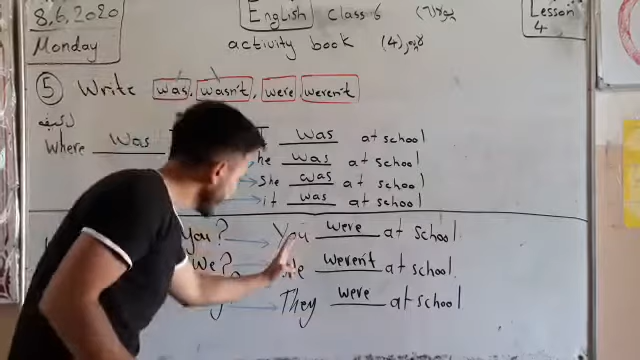 8,6,2020
Monday
English class 6
activity book (4)
Lesson
4
5 Write was, wasn't, were, weren't
Where was
was at school
he was at school
she was at school
it was at school
You? You were at school
we? weren't at school
They were at school